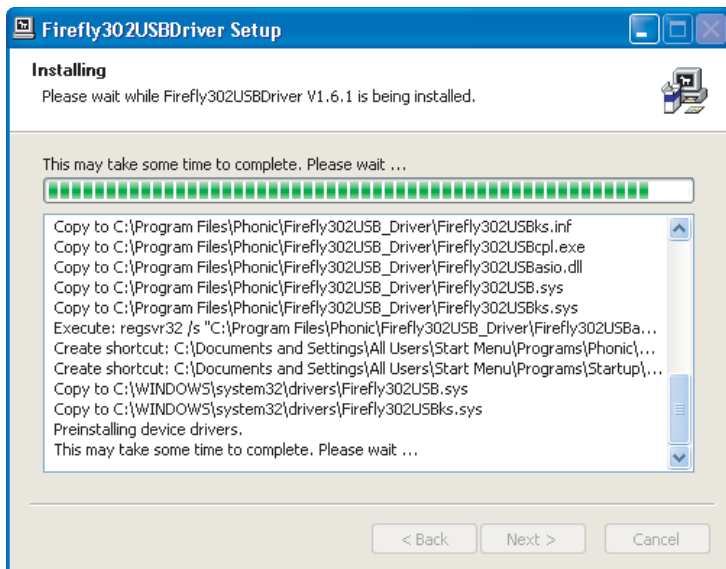 Firefly302USBDriver Setup
Installing
Please wait while Firefly302USBDriver V1.6.1 is being installed.
This may take some time to complete. Please wait ...
Copy to C:\Program Files\Phonic\Firefly302USB_Driver\Firefly302USBks.inf
Copy to C:\Program Files\Phonic\Firefly302USB_Driver\Firefly302USBcpl.exe
Copy to C:\Program Files\Phonic\Firefly302USB_Driver\Firefly302USBasio.dll
Copy to C:\Program Files\Phonic\Firefly302USB_Driver\Firefly302USB.sys
Copy to C:\Program Files\Phonic\Firefly302USB_Driver\Firefly302USBks.sys
Execute: regsvr32 /s "C:\Program Files\Phonic\Firefly302USB_Driver\Firefly302USBa...
Create shortcut: C:\Documents and Settings\All Users\Start Menu\Programs\Phonic\...
Create shortcut: C:\Documents and Settings\All Users\Start Menu\Programs\Startup\...
Copy to C:\WINDOWS\system32\drivers\Firefly302USB.sys
Copy to C:\WINDOWS\system32\drivers\Firefly302USBks.sys
Preinstalling device drivers.
This may take some time to complete. Please wait ...
< Back Next > Cancel